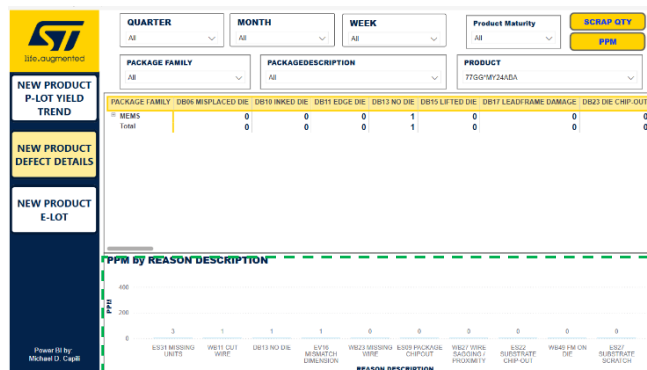 QUARTER
MONTH
WEEK
Product Maturity
SCRAP QTY
All
All
All
All
PPM
life.augmented
PACKAGE FAMILY
PACKAGEDESCRIPTION
PRODUCT
All
All
77GG*MY24ABA
NEW PRODUCT
P-LOT YIELD
TREND
PACKAGE FAMILY DB06 MISPLACED DIE DB10 INKED DIE DB11 EDGE DIE DB13 NO DIE DB15 LIFTED DIE DB17 LEADFRAME DAMAGE DB23 DIE CHIP-OUT
MEMS 0 0 0 1 0 0 0
Total 0 0 0 1 0 0 0
NEW PRODUCT
DEFECT DETAILS
NEW PRODUCT
E-LOT
PPM by REASON DESCRIPTION
PPM
400
200
0
3 1 1 1 0 0 0 0 0 0
ES31 MISSING UNITS
WB11 CUT WIRE
DB13 NO DIE
EV16 MISMATCH DIMENSION
WB23 MISSING WIRE
ES09 PACKAGE CHIPOUT
WB27 WIRE SAGGING / PROXIMITY
ES22 SUBSTRATE CHIP-OUT
WB49 FM ON DIE
ES27 SUBSTRATE SCRATCH
REASON DESCRIPTION
Power BI by:
Michael D. Capili